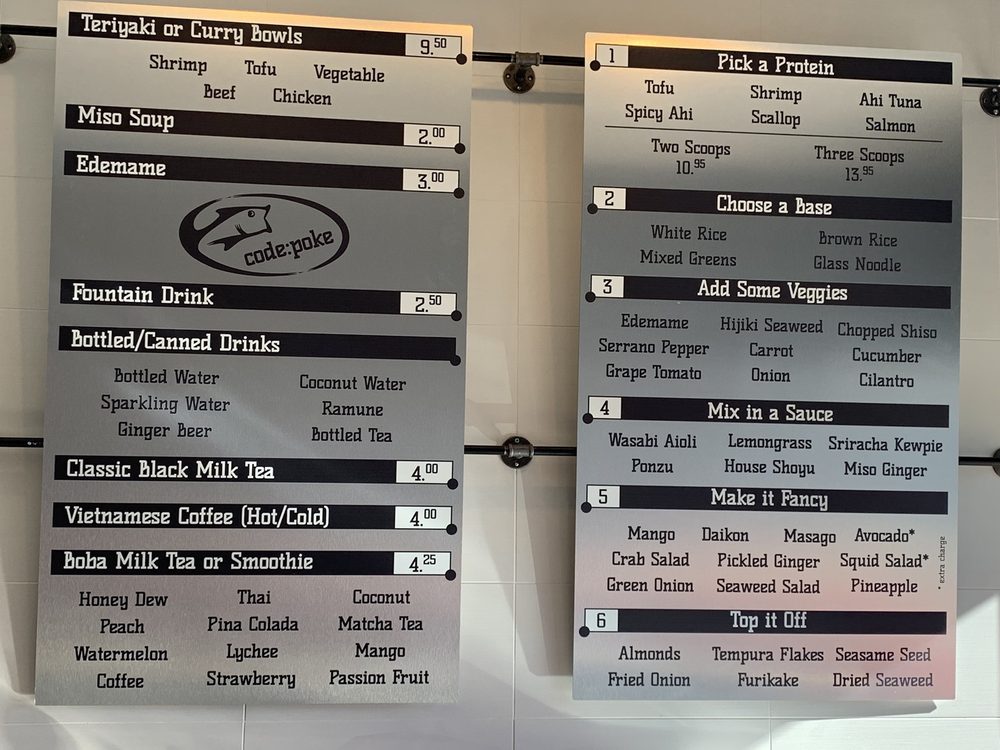 Teriyaki or Curry Bowls 9.50
Shrimp Tofu Vegetable
Beef Chicken
Miso Soup 2.00
Edemame 3.00
code:poke
Fountain Drink 2.50
Bottled/Canned Drinks
Bottled Water Coconut Water
Sparkling Water Ramune
Ginger Beer Bottled Tea
Classic Black Milk Tea 4.00
Vietnamese Coffee (Hot/Cold) 4.00
Boba Milk Tea or Smoothie 4.25
Honey Dew Thai Coconut
Peach Pina Colada Matcha Tea
Watermelon Lychee Mango
Coffee Strawberry Passion Fruit
1 Pick a Protein
Tofu Shrimp Ahi Tuna
Spicy Ahi Scallop Salmon
Two Scoops Three Scoops
10.95 13.95
2 Choose a Base
White Rice Brown Rice
Mixed Greens Glass Noodle
3 Add Some Veggies
Edemame Hijiki Seaweed Chopped Shiso
Serrano Pepper Carrot Cucumber
Grape Tomato Onion Cilantro
4 Mix in a Sauce
Wasabi Aioli Lemongrass Sriracha Kewpie
Ponzu House Shoyu Miso Ginger
5 Make it Fancy
Mango Daikon Masago Avocado*
Crab Salad Pickled Ginger Squid Salad*
Green Onion Seaweed Salad Pineapple
* extra charge
6 Top it Off
Almonds Tempura Flakes Seasame Seed
Fried Onion Furikake Dried Seaweed